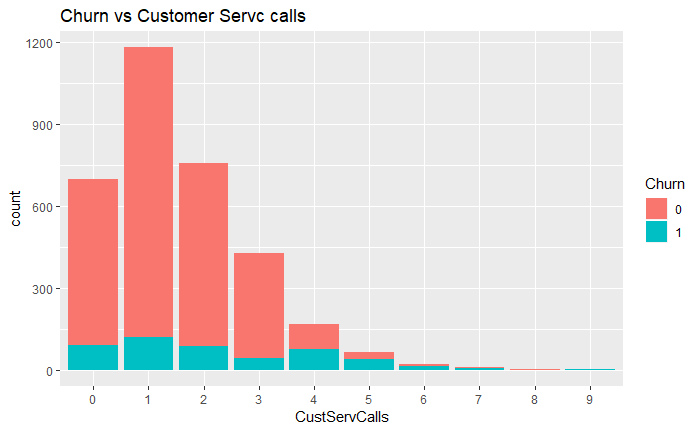 Churn vs Customer Servc calls
1200
900
600
300
0
count
0 1 2 3 4 5 6 7 8 9
CustServCalls
Churn
0
1